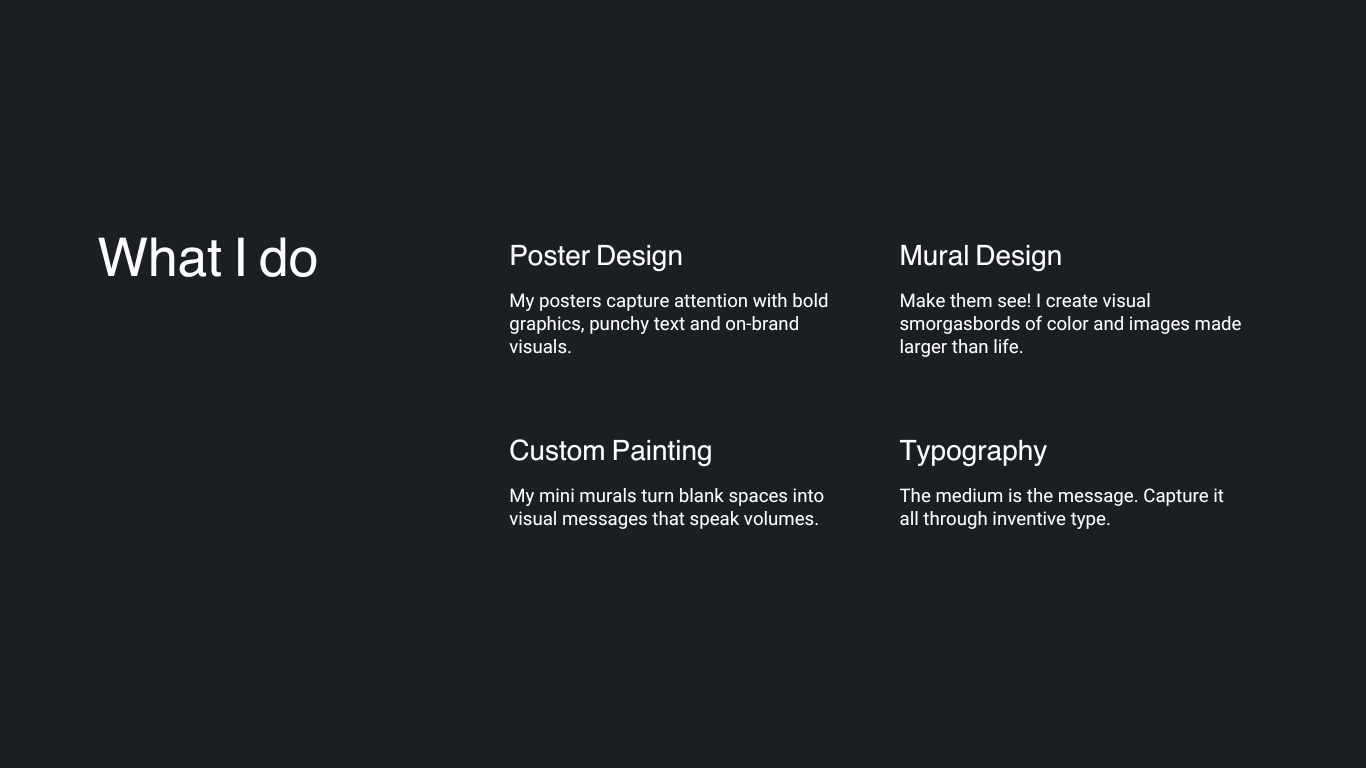 What I do
Poster Design
My posters capture attention with bold
graphics, punchy text and on-brand
visuals.
Mural Design
Make them see! I create visual
smorgasbords of color and images made
larger than life.
Custom Painting
My mini murals turn blank spaces into
visual messages that speak volumes.
Typography
The medium is the message. Capture it
all through inventive type.